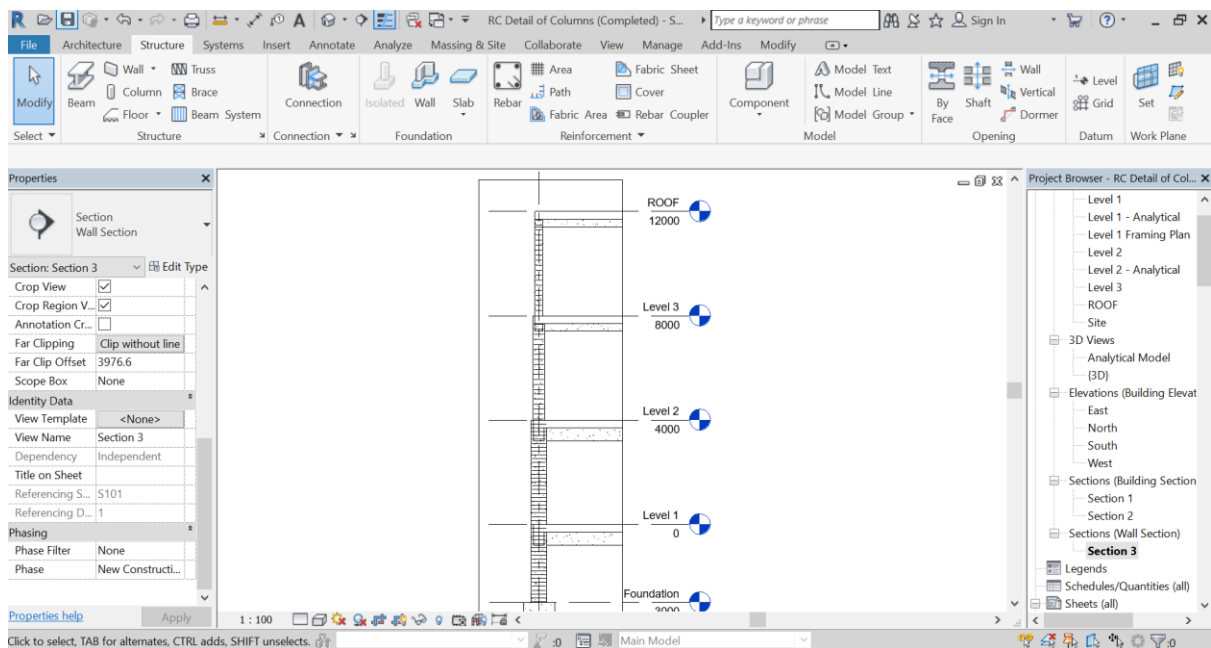 R A RC Detail of Columns (Completed) - S... Type a keyword or phrase Sign In ?
File Architecture Structure Systems Insert Annotate Analyze Massing & Site Collaborate View Manage Add-Ins Modify
Modify Beam Wall Truss Connection Isolated Wall Slab Rebar Area Fabric Sheet Component Model Text By Face Shaft Wall Level Set
Column Brace Path Cover Model Line Vertical Grid
Floor Beam System Fabric Area Rebar Coupler Model Group Dormer
Select Structure Connection Foundation Reinforcement Model Opening Datum Work Plane
Properties
Section
Wall Section
Section: Section 3 Edit Type
Crop View
Crop Region V...
Annotation Cr...
Far Clipping Clip without line
Far Clip Offset 3976.6
Scope Box None
Identity Data
View Template <None>
View Name Section 3
Dependency Independent
Title on Sheet
Referencing S... S101
Referencing D... 1
Phasing
Phase Filter None
Phase New Constructi...
Properties help Apply
ROOF
12000
Level 3
8000
Level 2
4000
Level 1
0
Foundation
3000
1 : 100
Project Browser - RC Detail of Col...
Level 1
Level 1 - Analytical
Level 1 Framing Plan
Level 2
Level 2 - Analytical
Level 3
ROOF
Site
3D Views
Analytical Model
{3D}
Elevations (Building Elevat
East
North
South
West
Sections (Building Section
Section 1
Section 2
Sections (Wall Section)
Section 3
Legends
Schedules/Quantities (all)
Sheets (all)
Click to select, TAB for alternates, CTRL adds, SHIFT unselects. :0 Main Model :0